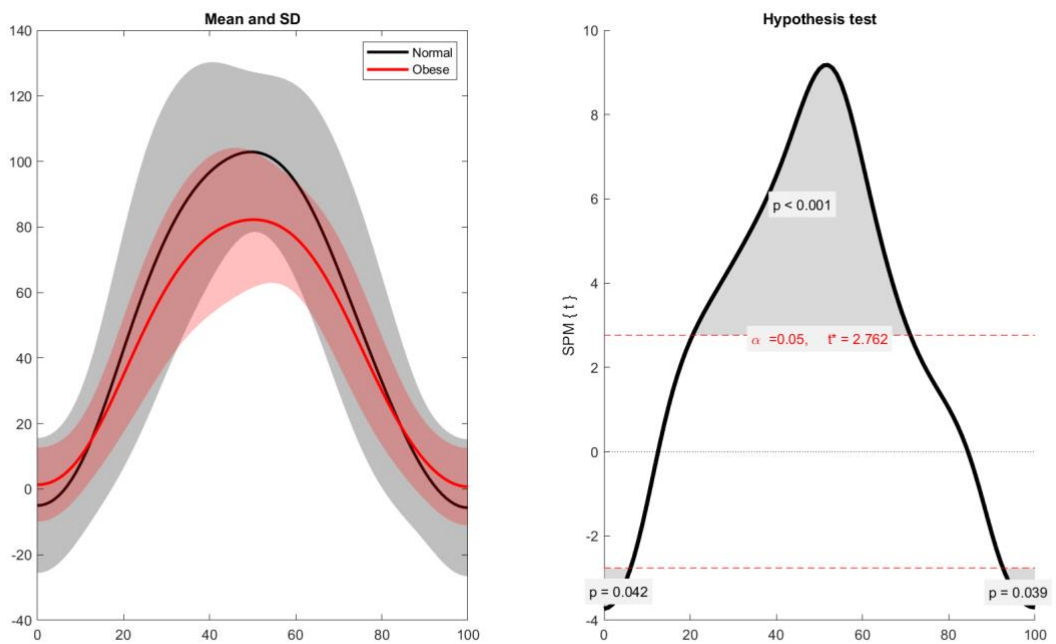 Mean and SD
140
120
100
80
60
40
20
0
-20
-40
0 20 40 60 80 100
Normal
Obese
Hypothesis test
SPM { t }
10
8
6
4
2
0
-2
-4
0 20 40 60 80 100
p < 0.001
α =0.05, t* = 2.762
p = 0.042
p = 0.039